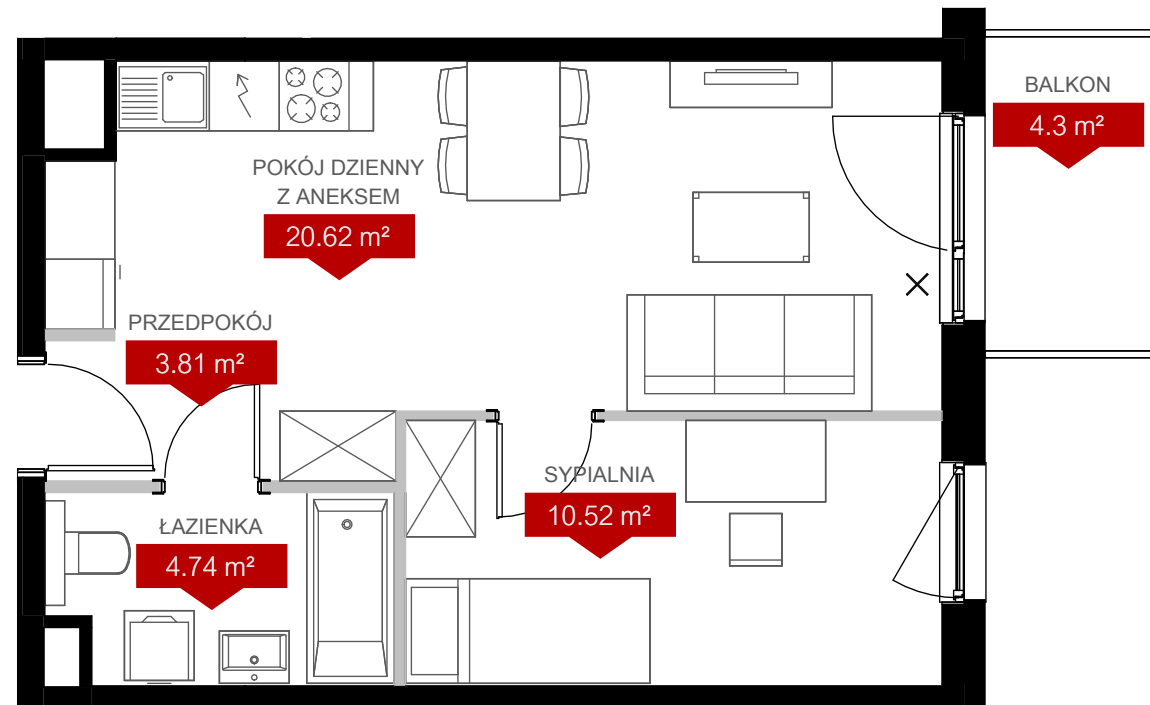 BALKON
4.3 m²
POKÓJ DZIENNY
Z ANEKSEM
20.62 m²
PRZEDPOKÓJ
3.81 m²
SYPIALNIA
10.52 m²
ŁAZIENKA
4.74 m²